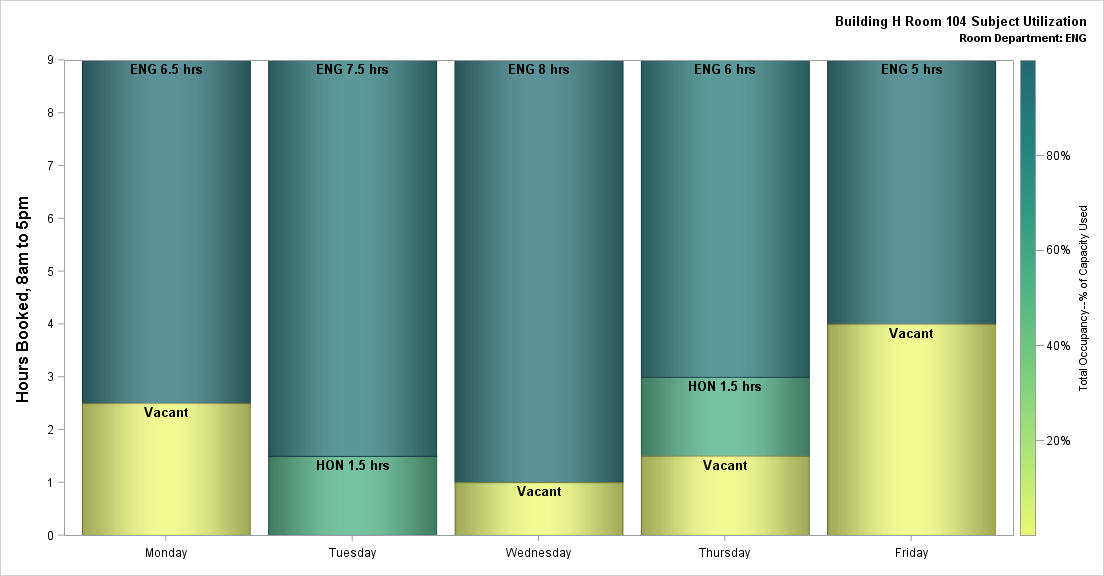 Building H Room 104 Subject Utilization
Room Department: ENG
9
8
7
6
5
4
3
2
1
0
Hours Booked, 8am to 5pm
ENG 6.5 hrs
Vacant
ENG 7.5 hrs
HON 1.5 hrs
ENG 8 hrs
Vacant
ENG 6 hrs
HON 1.5 hrs
Vacant
ENG 5 hrs
Vacant
Monday
Tuesday
Wednesday
Thursday
Friday
80%
60%
40%
20%
Total Occupancy--% of Capacity Used